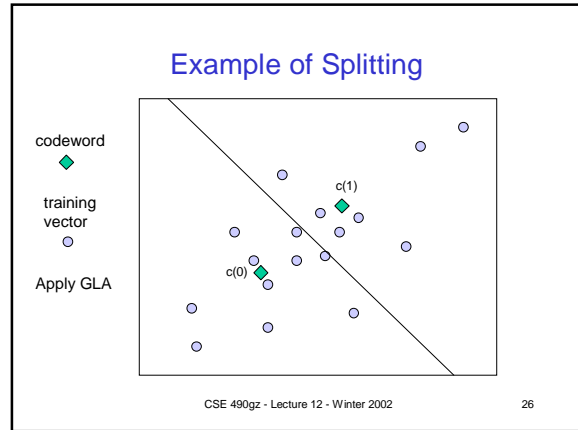 Example of Splitting
codeword
training
vector
Apply GLA
c(1)
c(0)
CSE 490gz - Lecture 12 - Winter 2002
26